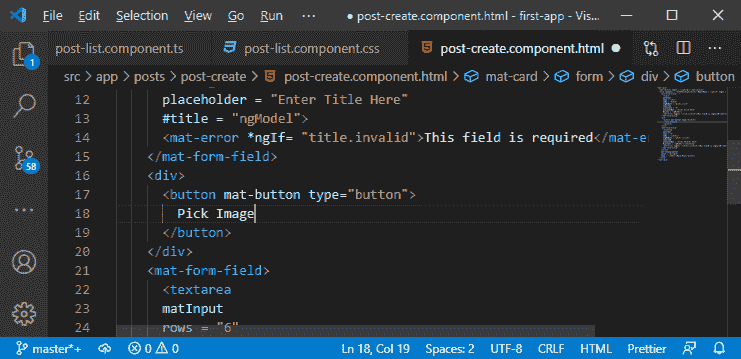 File Edit Selection View Go Run ··· ● post-create.component.html - first-app - Vis...
post-list.component.ts post-list.component.css post-create.component.html ●
src > app > posts > post-create > post-create.component.html > mat-card > form > div > button
12 placeholder = "Enter Title Here"
13 #title = "ngModel">
14 <mat-error *ngIf= "title.invalid">This field is required</mat-e
15 </mat-form-field>
16 <div>
17 <button mat-button type="button">
18 Pick Image
19 </button>
20 </div>
21 <mat-form-field>
22 <textarea
23 matInput
24 rows = "6"
1
58
master*+ 0 0 Ln 18, Col 19 Spaces: 2 UTF-8 CRLF HTML Prettier